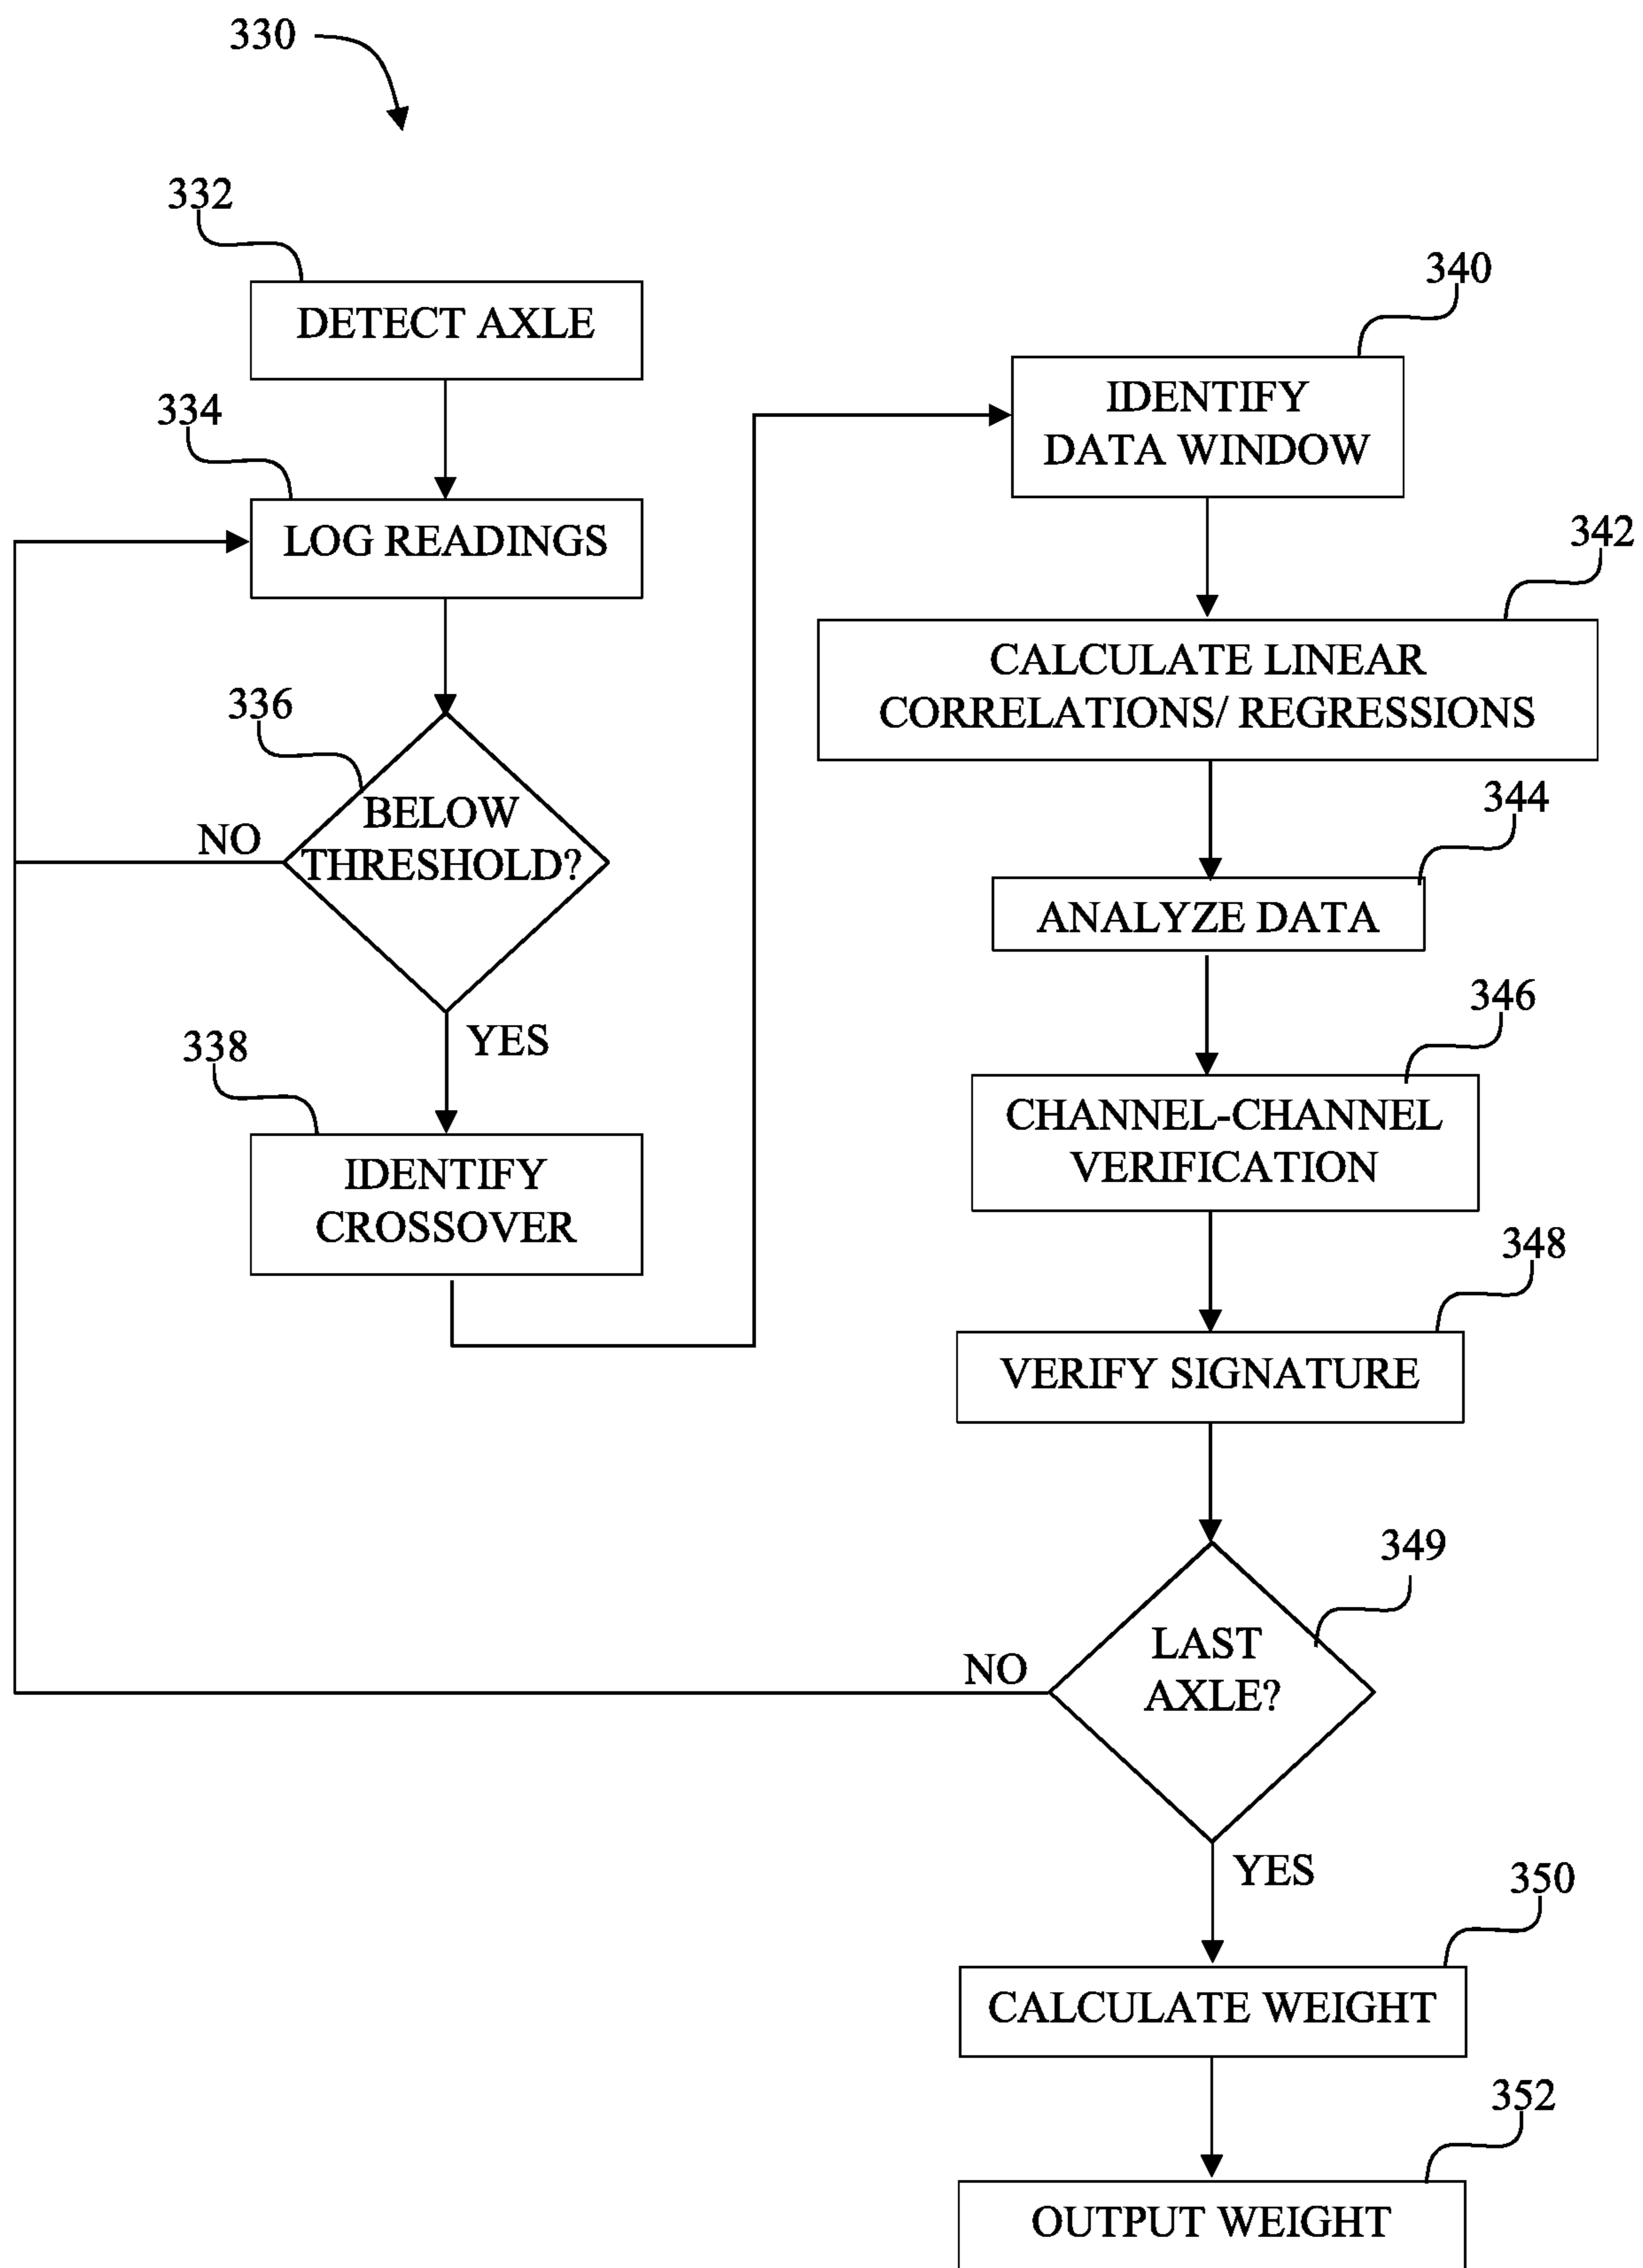 330
332
DETECT AXLE
334
LOG READINGS
336
BELOW
THRESHOLD?
NO
YES
338
IDENTIFY
CROSSOVER
340
IDENTIFY
DATA WINDOW
342
CALCULATE LINEAR
CORRELATIONS/ REGRESSIONS
344
ANALYZE DATA
346
CHANNEL-CHANNEL
VERIFICATION
348
VERIFY SIGNATURE
349
LAST
AXLE?
NO
YES
350
CALCULATE WEIGHT
352
OUTPUT WEIGHT